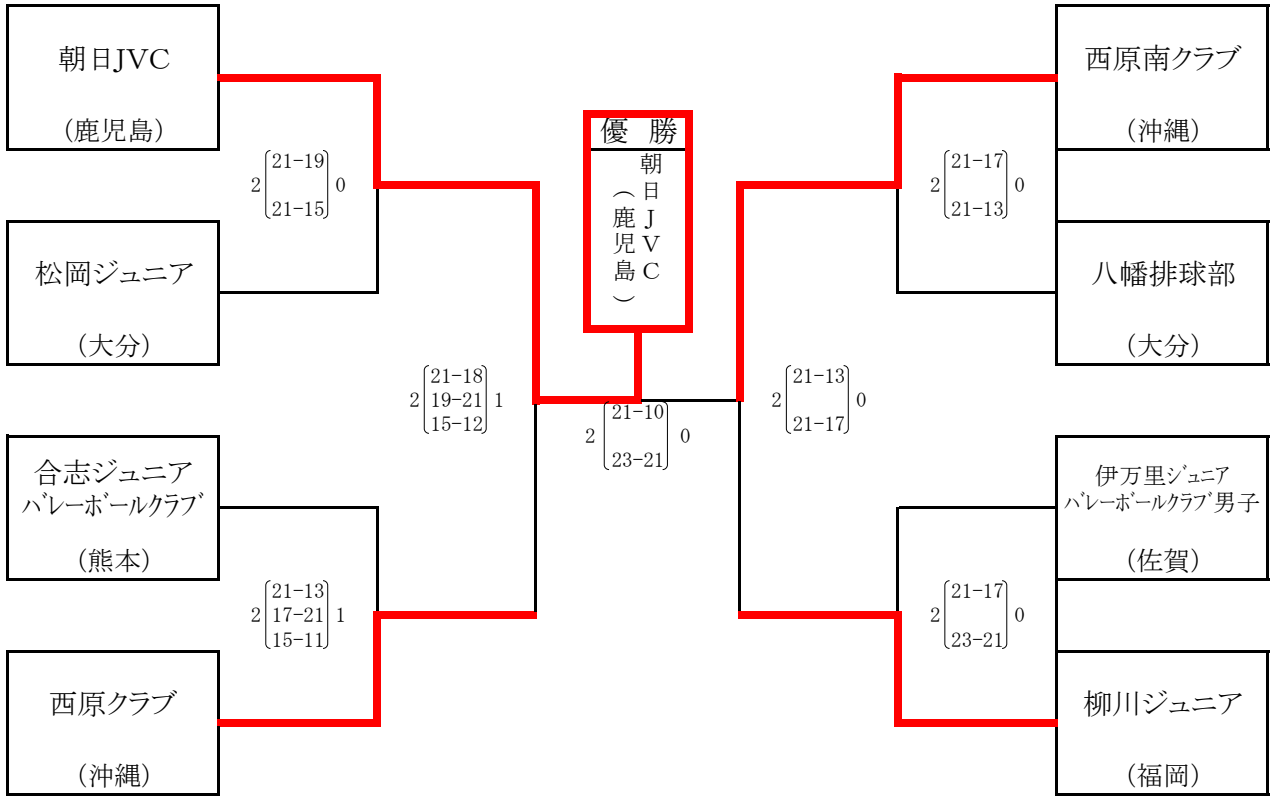 朝日JVC
(鹿児島)
2 21-19 0
21-15
松岡ジュニア
(大分)
2 21-18 1
19-21
15-12
合志ジュニア
バレーボールクラブ
(熊本)
2 21-13 1
17-21
15-11
西原クラブ
(沖縄)
優 勝
朝日JVC
(鹿児島)
2 21-10 0
23-21
西原南クラブ
(沖縄)
2 21-17 0
21-13
八幡排球部
(大分)
2 21-13 0
21-17
伊万里ジュニア
バレーボールクラブ男子
(佐賀)
2 21-17 0
23-21
柳川ジュニア
(福岡)